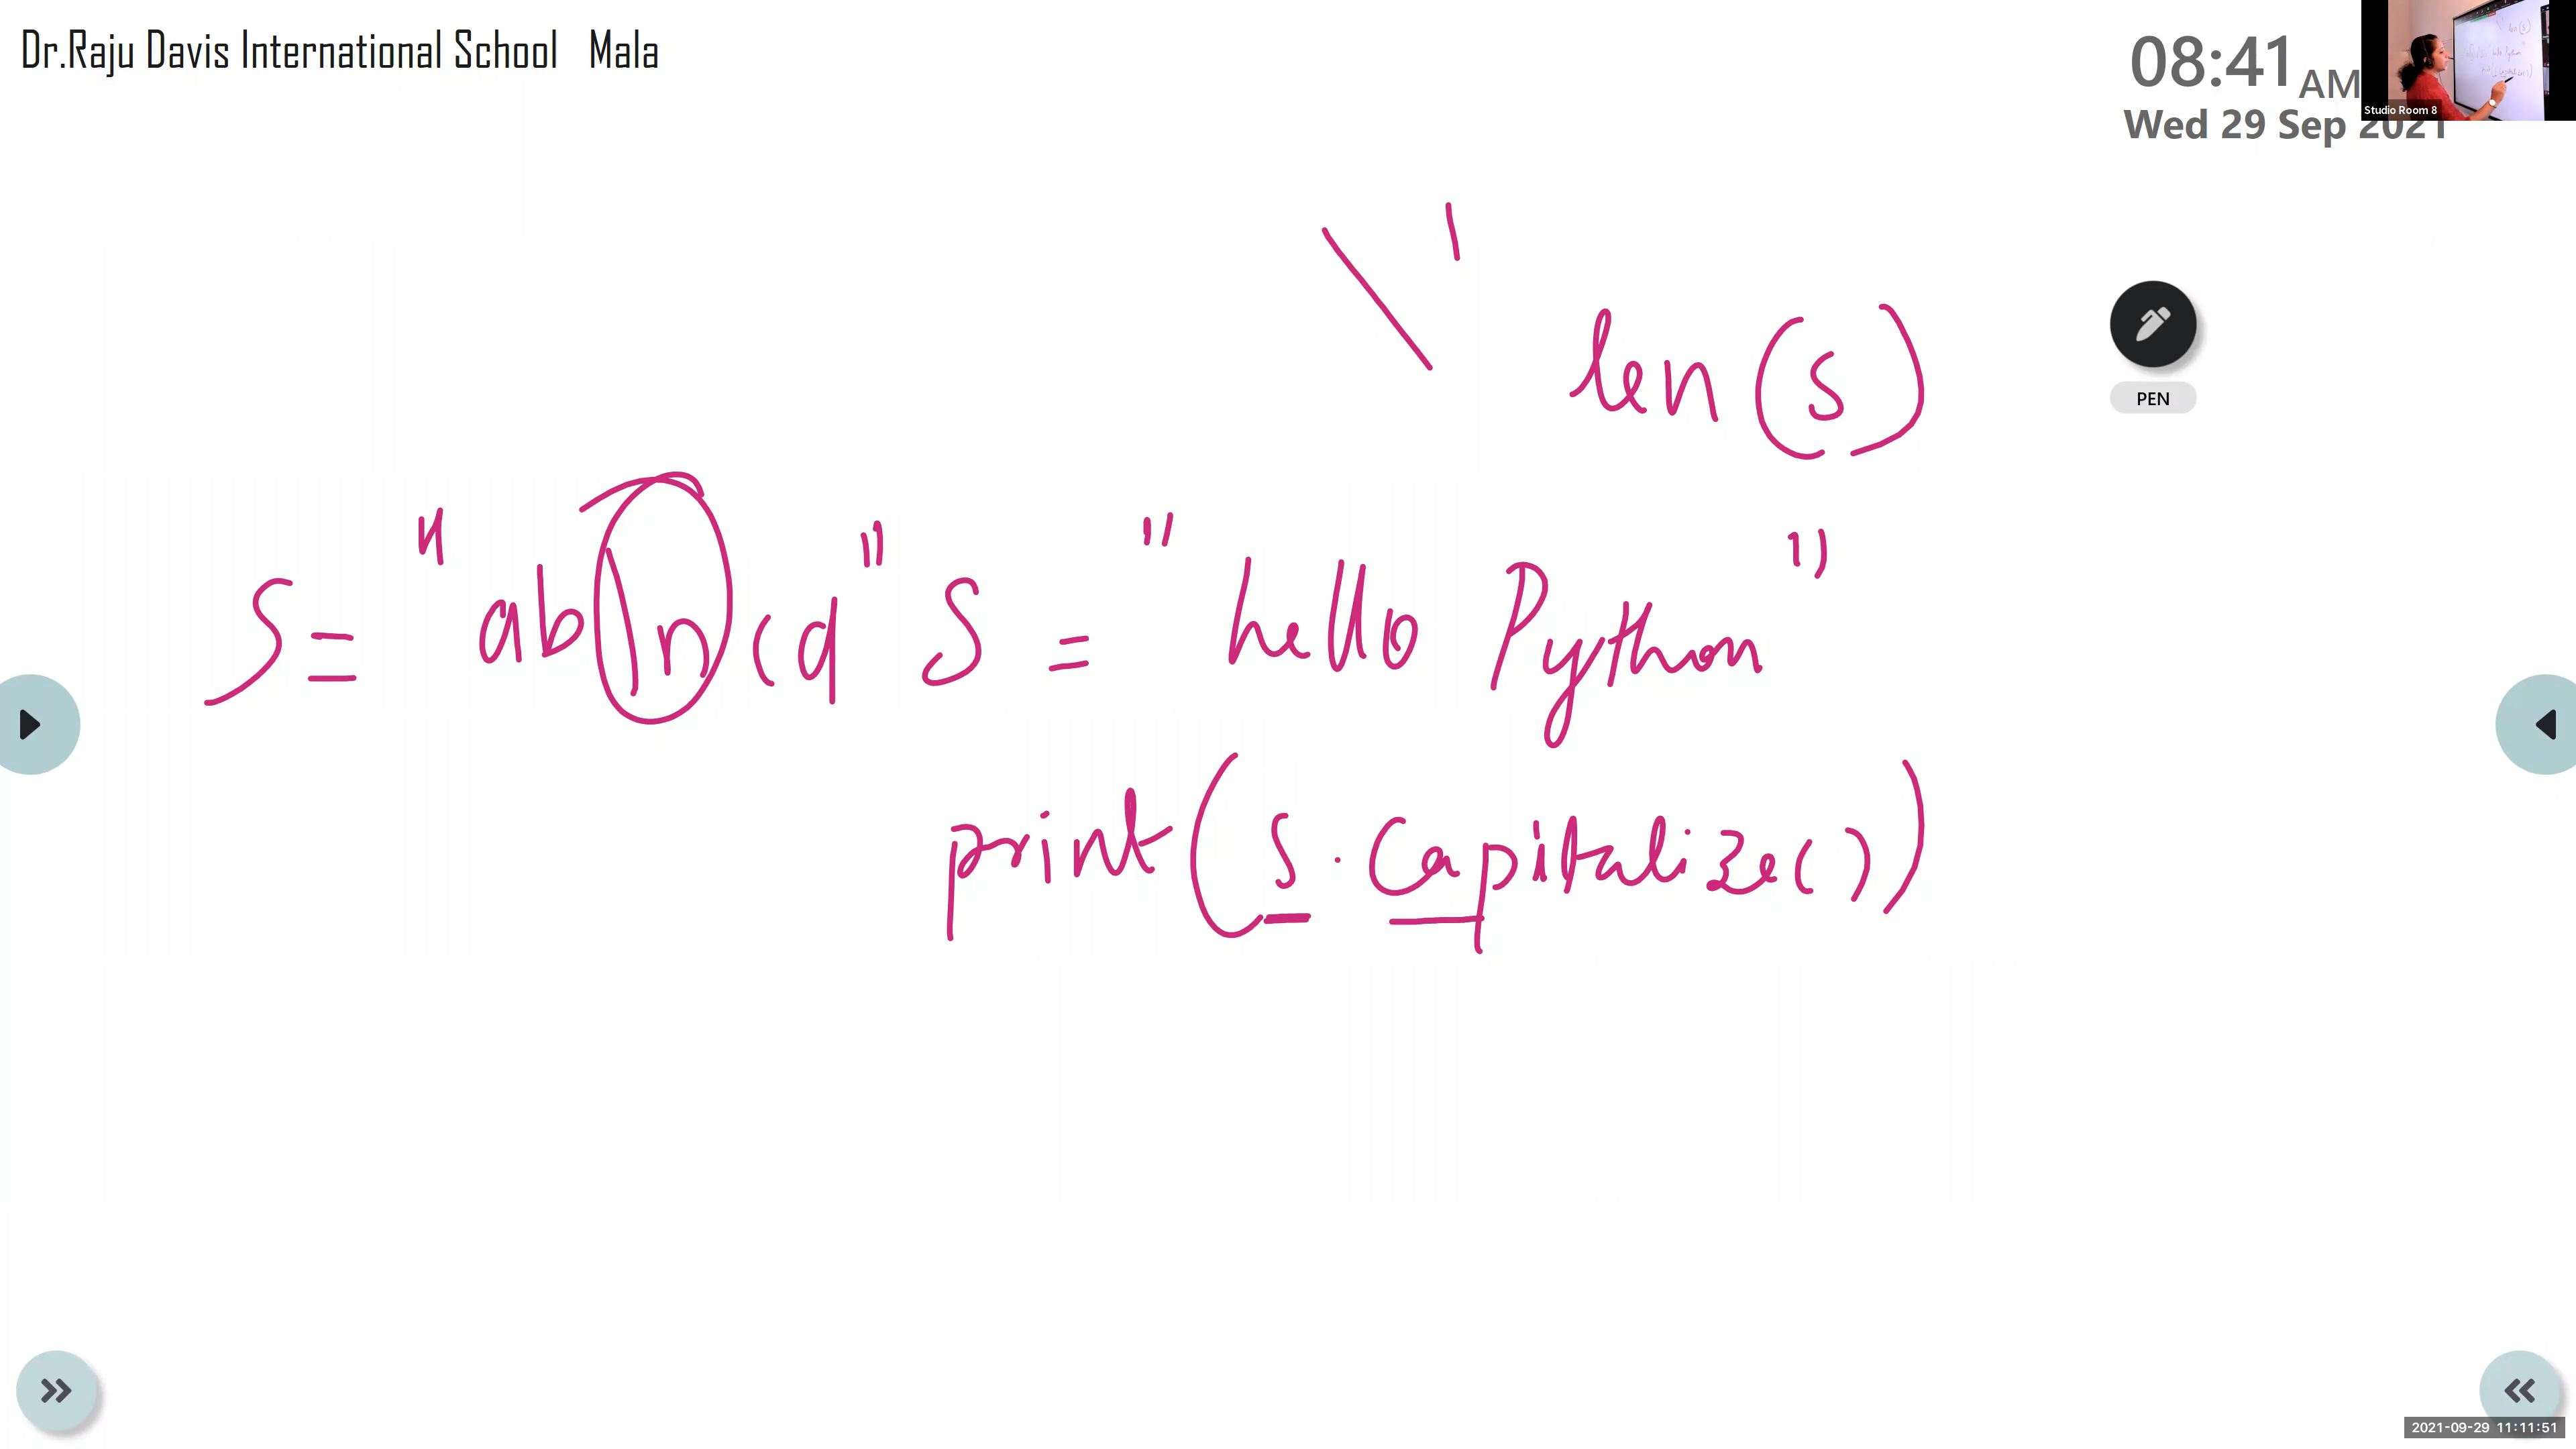 Dr.Raju Davis International School Mala
08:41 AM
Wed 29 Sep 2021
Studio Room 8
\ '
len(s)
PEN
S= "ab\ncd" S = "hello Python"
print(s.capitalize())
2021-09-29 11:11:51